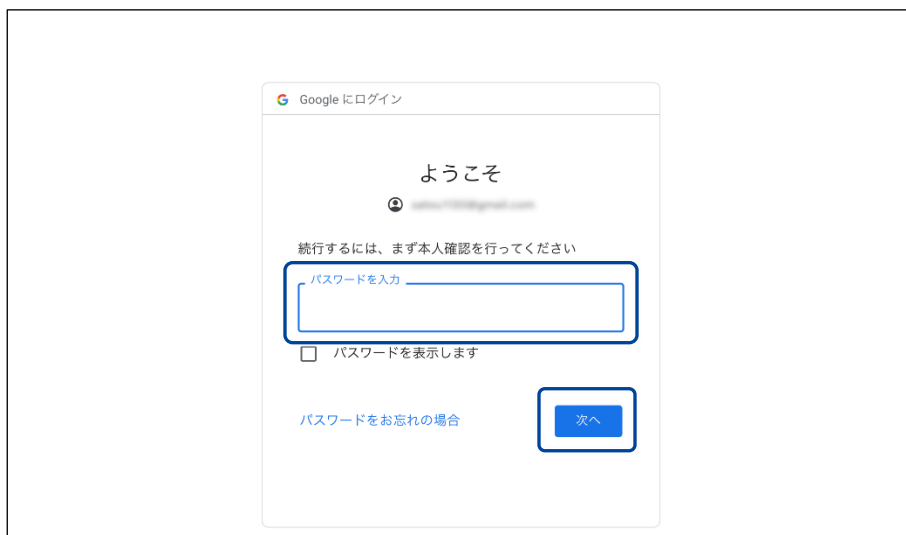 Google にログイン
ようこそ
続行するには、まず本人確認を行ってください
パスワードを入力
パスワードを表示します
パスワードをお忘れの場合
次へ